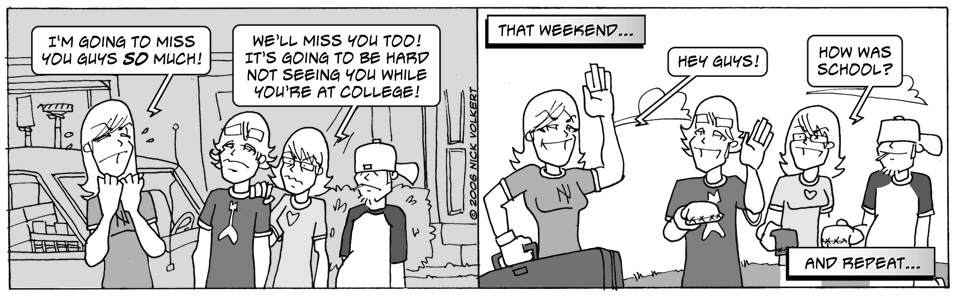 I'M GOING TO MISS
YOU GUYS SO MUCH!
WE'LL MISS YOU TOO!
IT'S GOING TO BE HARD
NOT SEEING YOU WHILE
YOU'RE AT COLLEGE!
© 2006 NICK VOLKERT
THAT WEEKEND...
HEY GUYS!
HOW WAS
SCHOOL?
AND REPEAT...